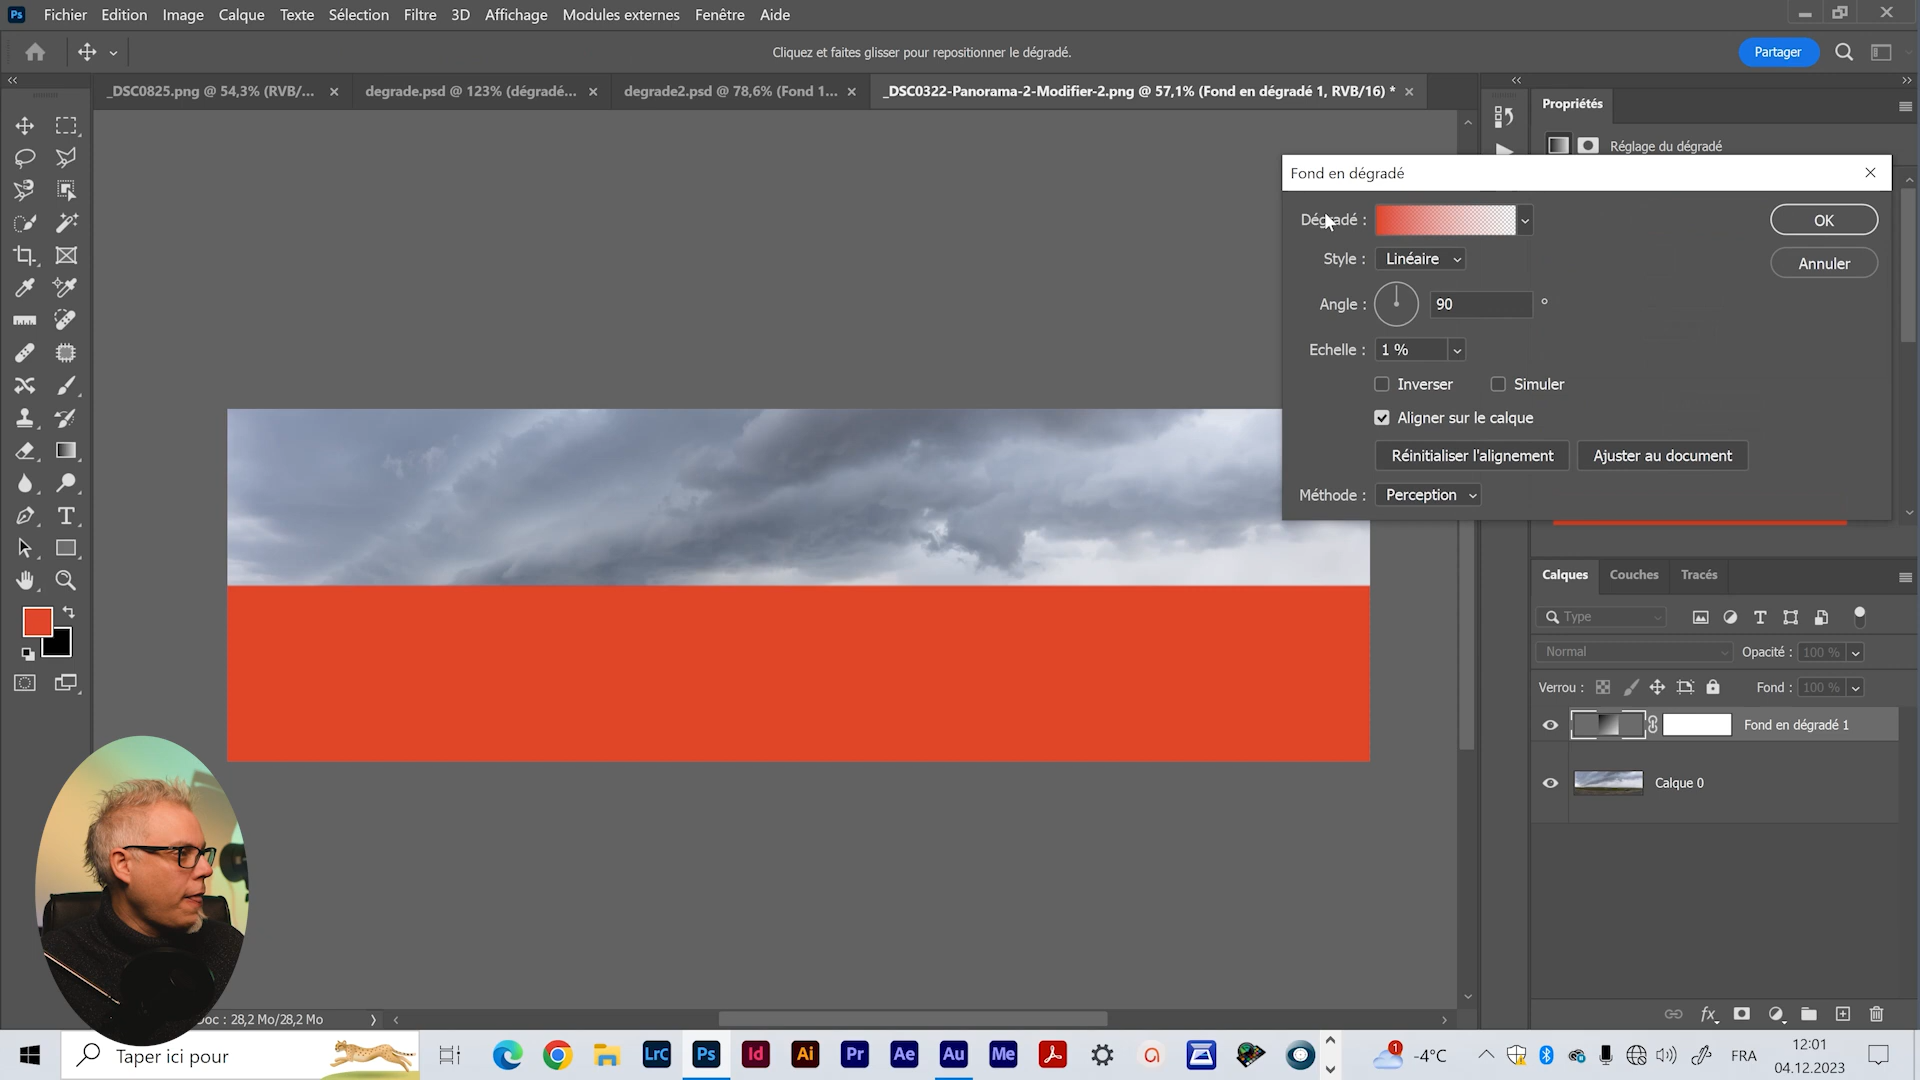 Ps Fichier Edition Image Calque Texte Sélection Filtre 3D Affichage Modules externes Fenêtre Aide
Cliquez et faites glisser pour repositionner le dégradé.
Partager
_DSC0825.png @ 54,3% (RVB/...
degrade.psd @ 123% (dégradé...
degrade2.psd @ 78,6% (Fond 1...
_DSC0322-Panorama-2-Modifier-2.png @ 57,1% (Fond en dégradé 1, RVB/16) *
Propriétés
Réglage du dégradé
Fond en dégradé
Dégradé :
OK
Style : Linéaire
Annuler
Angle : 90 °
Echelle : 1 %
Inverser Simuler
Aligner sur le calque
Réinitialiser l'alignement Ajuster au document
Méthode : Perception
Calques Couches Tracés
Type
Normal Opacité : 100 %
Verrou : Fond : 100 %
Fond en dégradé 1
Calque 0
fx
oc : 28,2 Mo/28,2 Mo
Taper ici pour
LrC Ps Id Ai Pr Ae Au Me
1 -4°C
FRA
12:01
04.12.2023